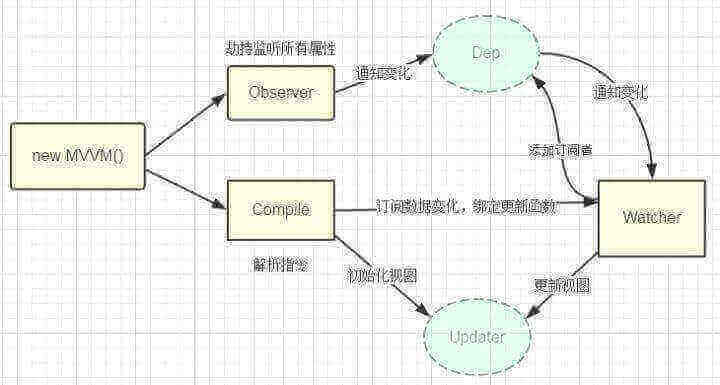 劫持监听所有属性
Dep
通知变化
Observer
通知变化
new MVVM()
添加订阅者
Compile
订阅数据变化，绑定更新函数
Watcher
解析指令
初始化视图
更新视图
Updater